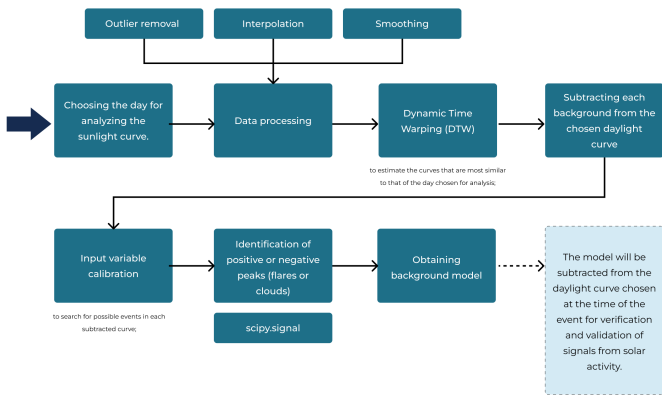 Outlier removal
Interpolation
Smoothing
Choosing the day for
analyzing the
sunlight curve.
Data processing
Dynamic Time
Warping (DTW)
Subtracting each
background from the
chosen daylight
curve
to estimate the curves that are most similar
to that of the day chosen for analysis;
Input variable
calibration
Identification of
positive or negative
peaks (flares or
clouds)
Obtaining
background model
The model will be
subtracted from the
daylight curve chosen
at the time of the
event for verification
and validation of
signals from solar
activity.
to search for possible events in each
subtracted curve;
scipy.signal